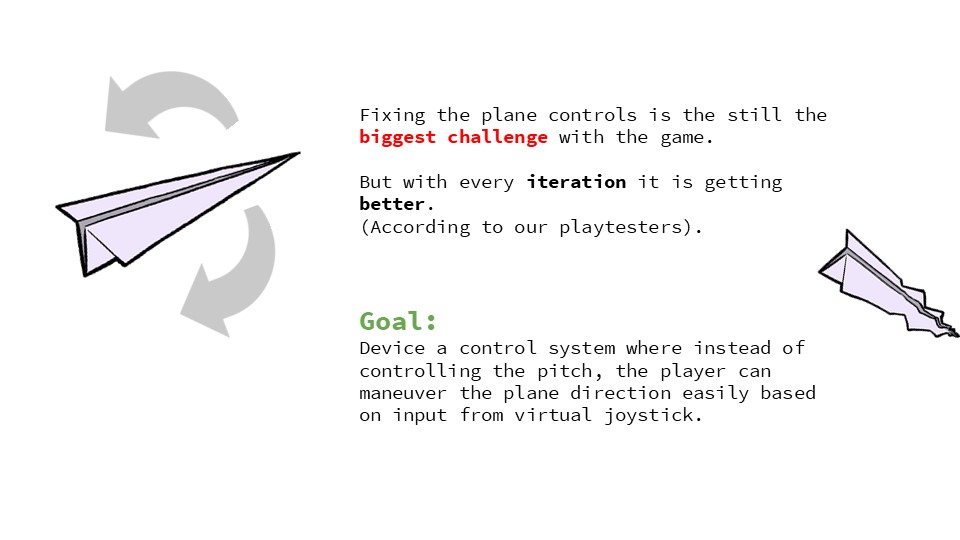 Fixing the plane controls is the still the
biggest challenge with the game.
But with every iteration it is getting
better.
(According to our playtesters).
Goal:
Device a control system where instead of
controlling the pitch, the player can
maneuver the plane direction easily based
on input from virtual joystick.